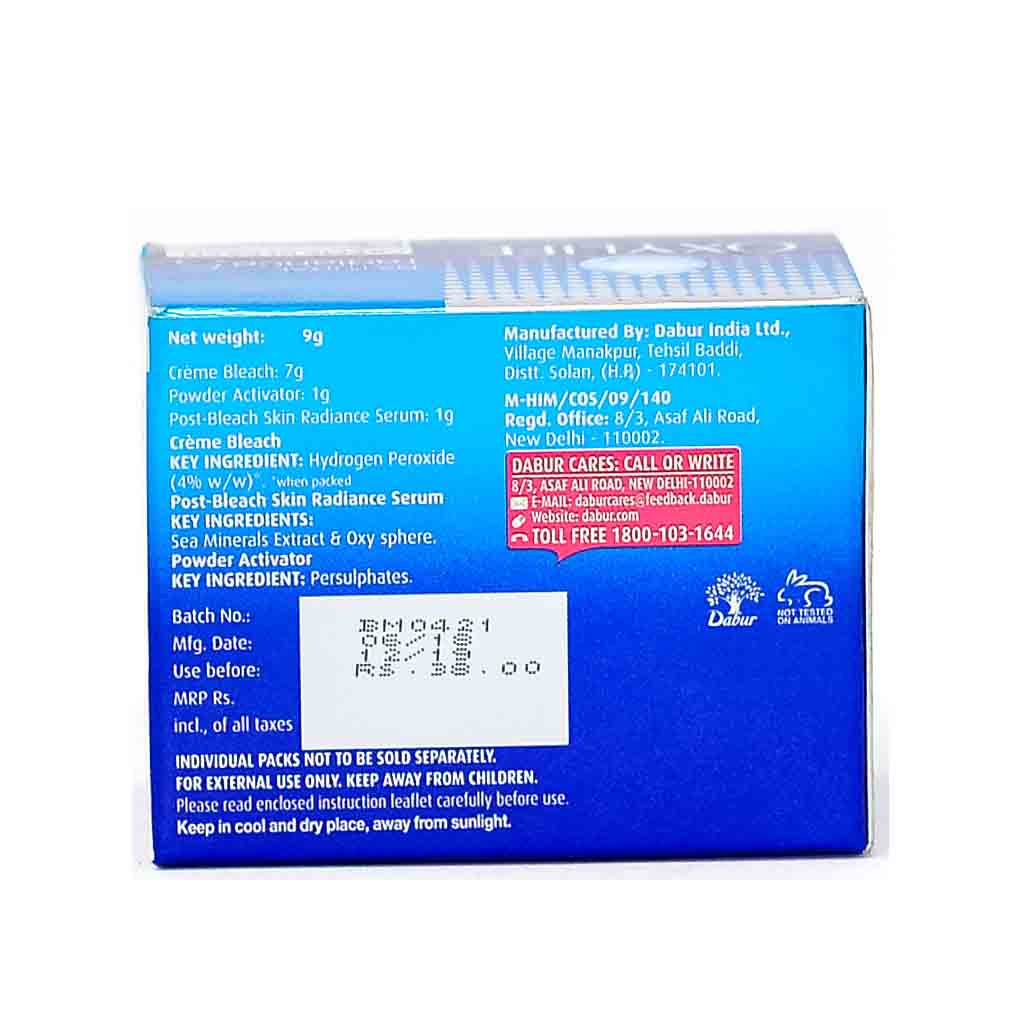 OXYLIFE
Net weight: 9g
Crème Bleach: 7g
Powder Activator: 1g
Post-Bleach Skin Radiance Serum: 1g
Crème Bleach
KEY INGREDIENT: Hydrogen Peroxide
(4% w/w)*. *when packed
Post-Bleach Skin Radiance Serum
KEY INGREDIENTS:
Sea Minerals Extract & Oxy sphere.
Powder Activator
KEY INGREDIENT: Persulphates.
Batch No.:
Mfg. Date:
Use before:
MRP Rs.
incl., of all taxes
BM0421
RS.38.00
INDIVIDUAL PACKS NOT TO BE SOLD SEPARATELY.
FOR EXTERNAL USE ONLY. KEEP AWAY FROM CHILDREN.
Please read enclosed instruction leaflet carefully before use.
Keep in cool and dry place, away from sunlight.
Manufactured By: Dabur India Ltd.,
Village Manakpur, Tehsil Baddi,
Distt. Solan, (H.P.) - 174101.
M-HIM/COS/09/140
Regd. Office: 8/3, Asaf Ali Road,
New Delhi - 110002.
DABUR CARES: CALL OR WRITE
8/3, ASAF ALI ROAD, NEW DELHI-110002
E-MAIL: daburcares@feedback.dabur
Website: dabur.com
TOLL FREE 1800-103-1644
Dabur
NOT TESTED
ON ANIMALS